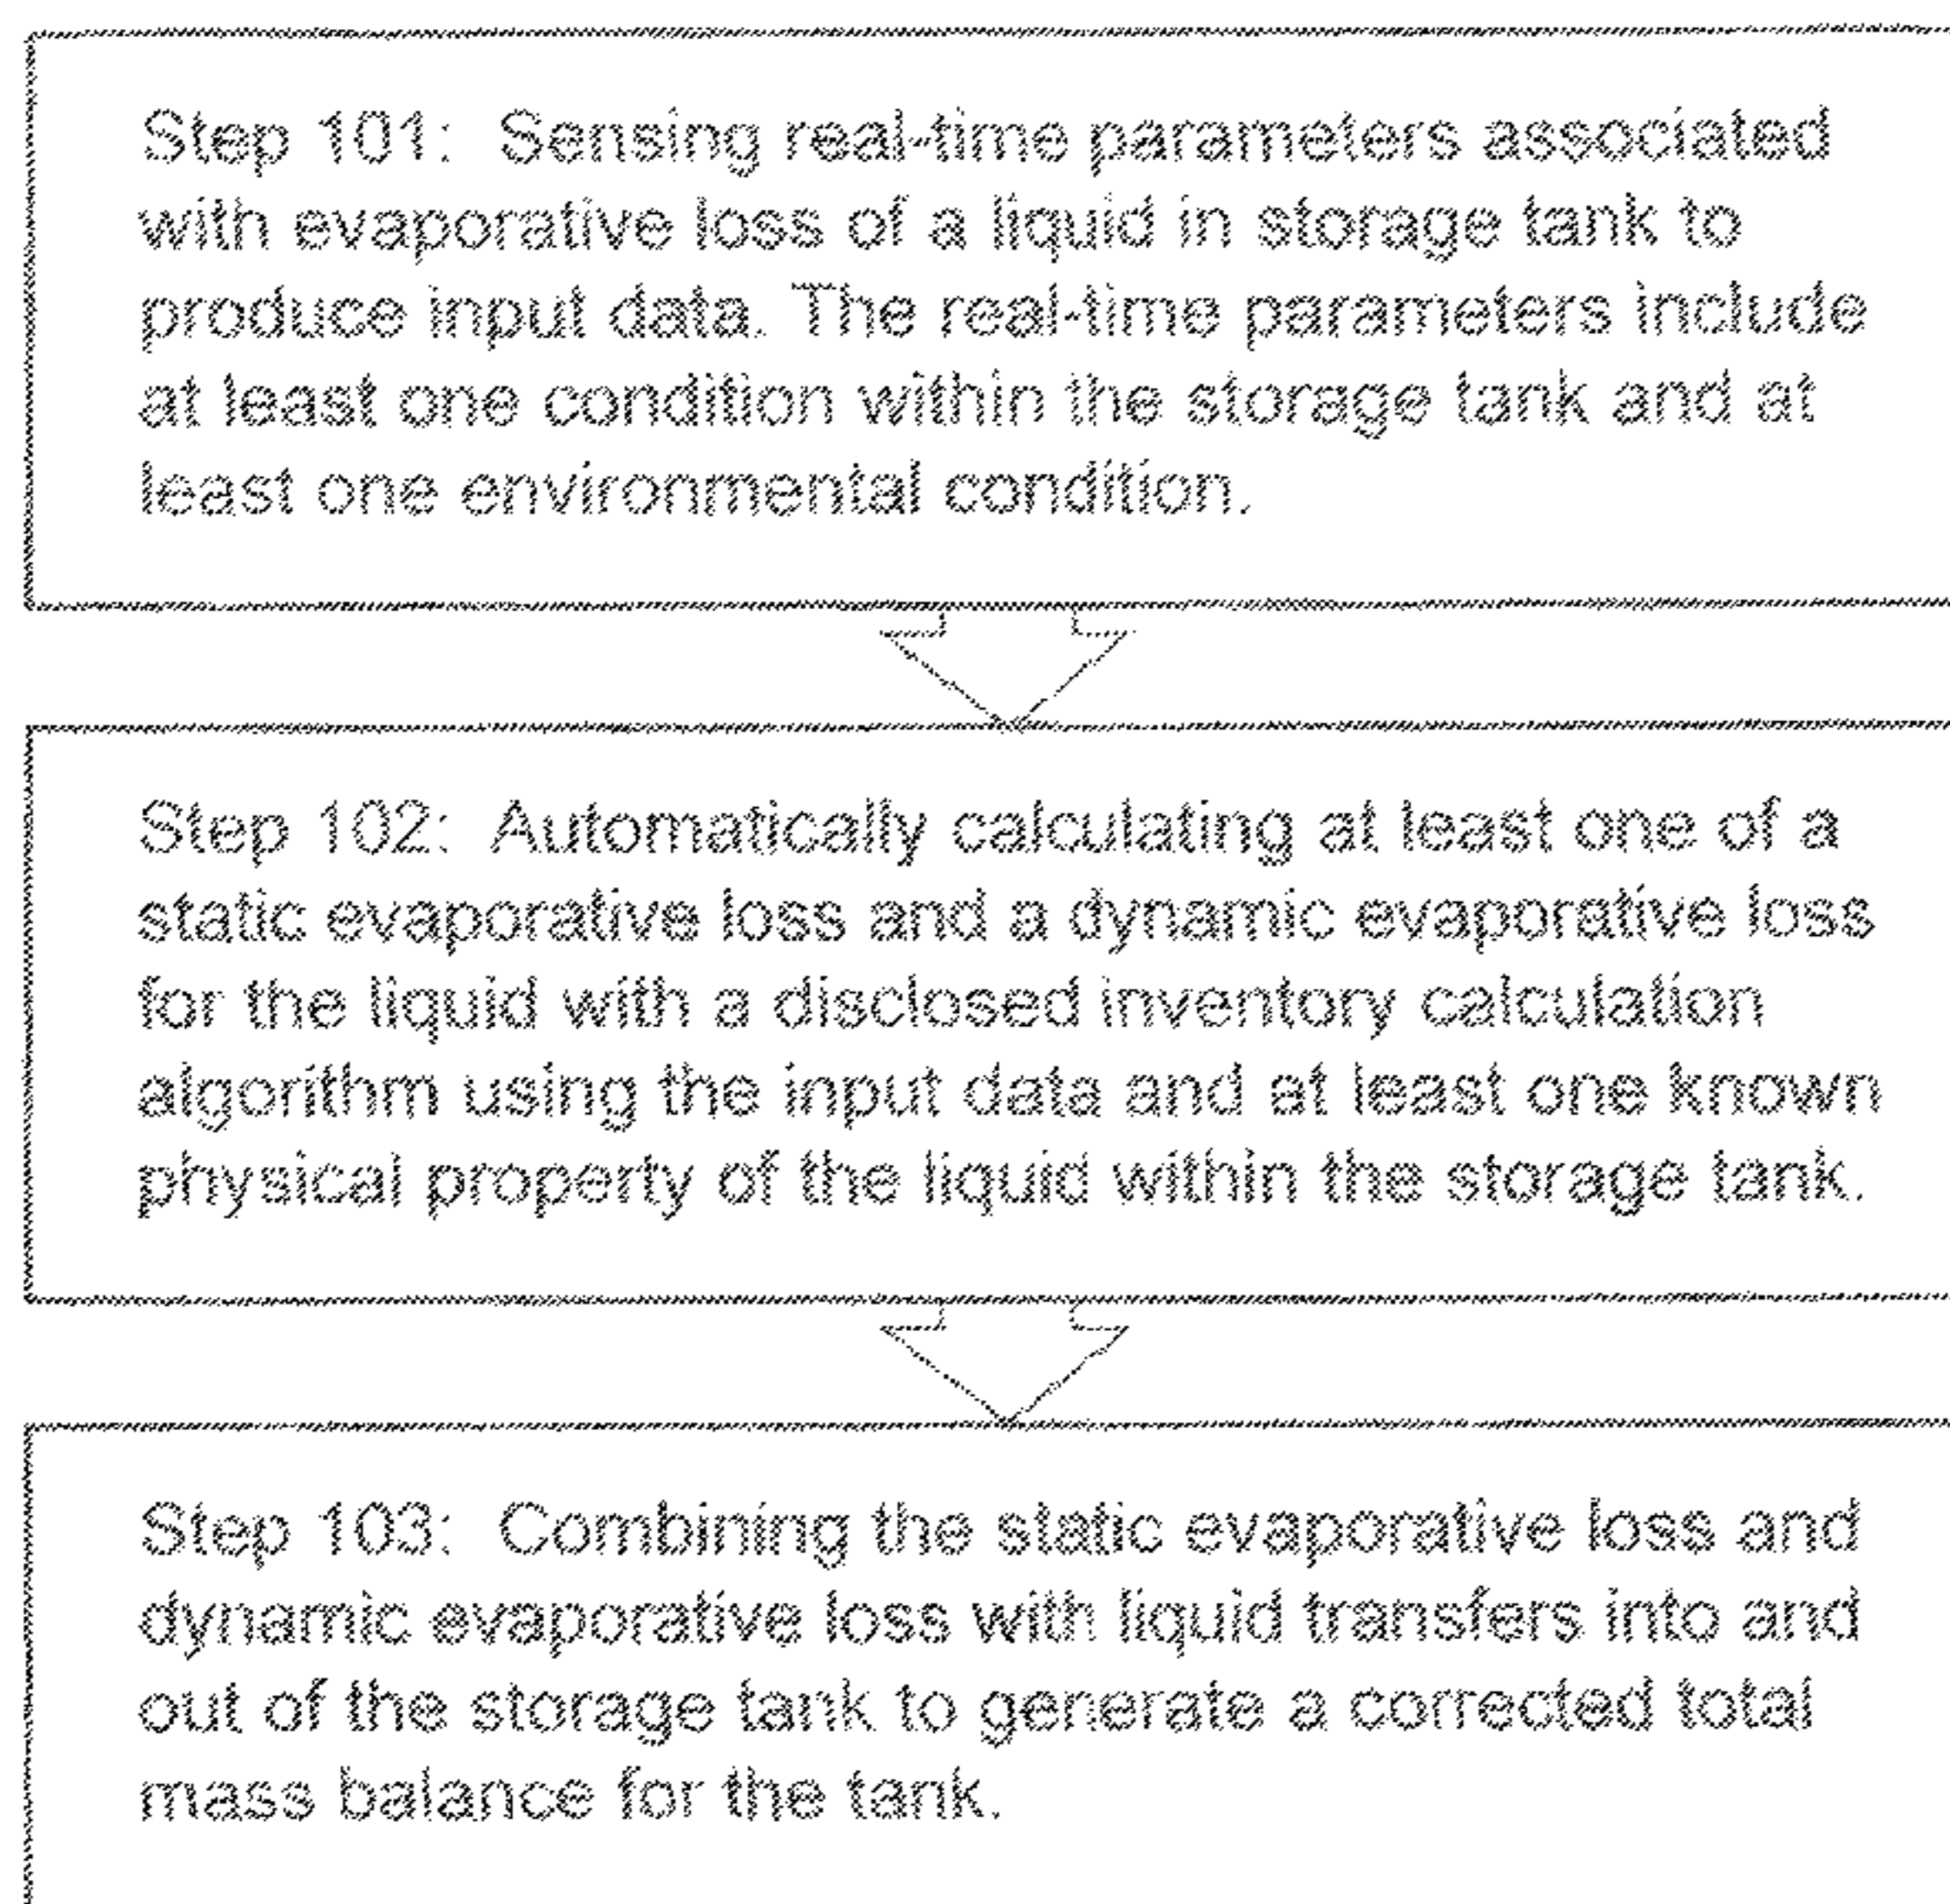 Step 101: Sensing real-time parameters associated
with evaporative loss of a liquid in storage tank to
produce input data. The real-time parameters include
at least one condition within the storage tank and at
least one environmental condition.
Step 102: Automatically calculating at least one of a
static evaporative loss and a dynamic evaporative loss
for the liquid with a disclosed inventory calculation
algorithm using the input data and at least one known
physical property of the liquid within the storage tank.
Step 103: Combining the static evaporative loss and
dynamic evaporative loss with liquid transfers into and
out of the storage tank to generate a corrected total
mass balance for the tank.